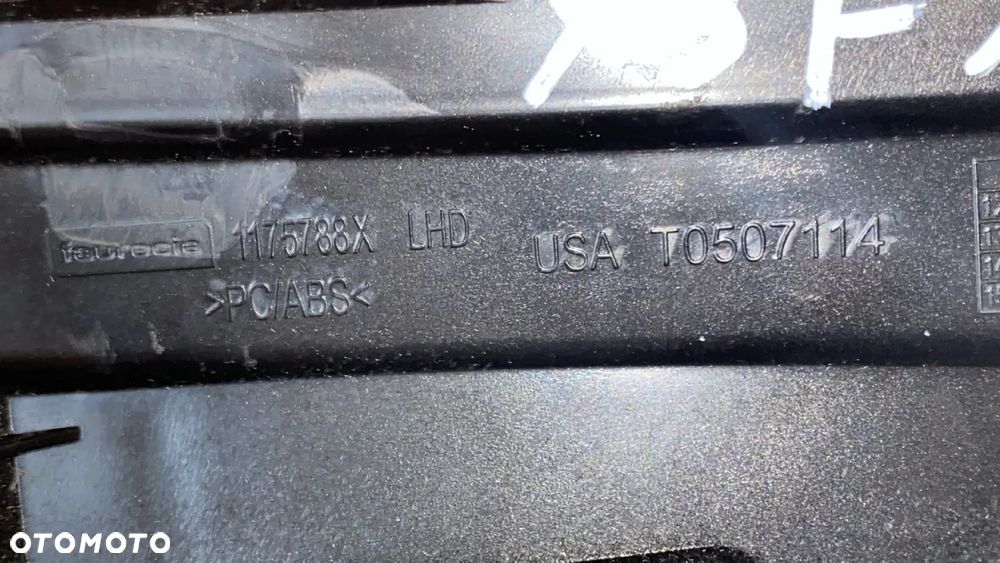 faurecia 1175788X LHD USA T0507114
>PC/ABS<
OTOMOTO